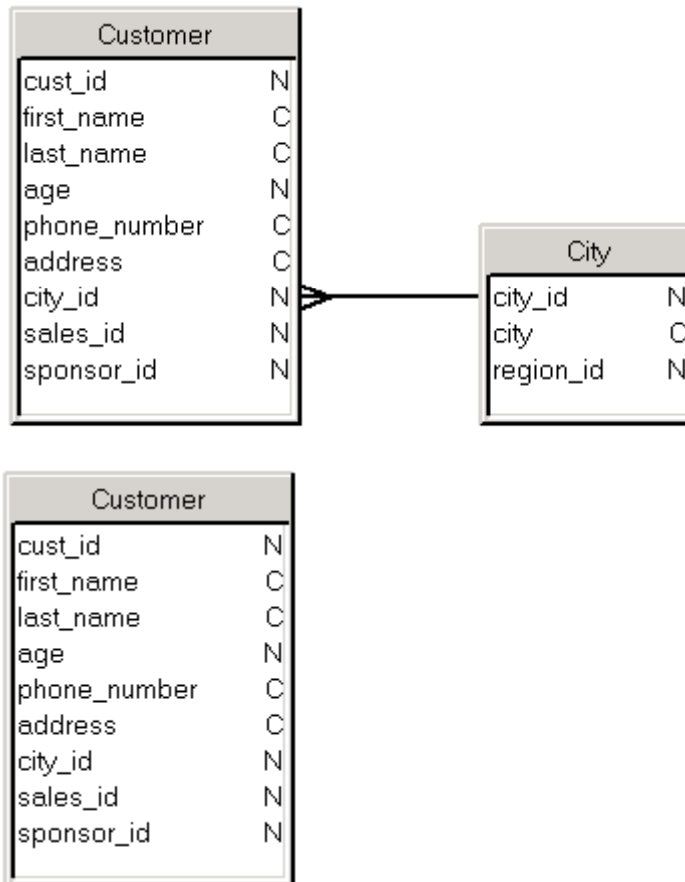 Customer
cust_id N
first_name C
last_name C
age N
phone_number C
address C
city_id N
sales_id N
sponsor_id N
City
city_id N
city C
region_id N
Customer
cust_id N
first_name C
last_name C
age N
phone_number C
address C
city_id N
sales_id N
sponsor_id N